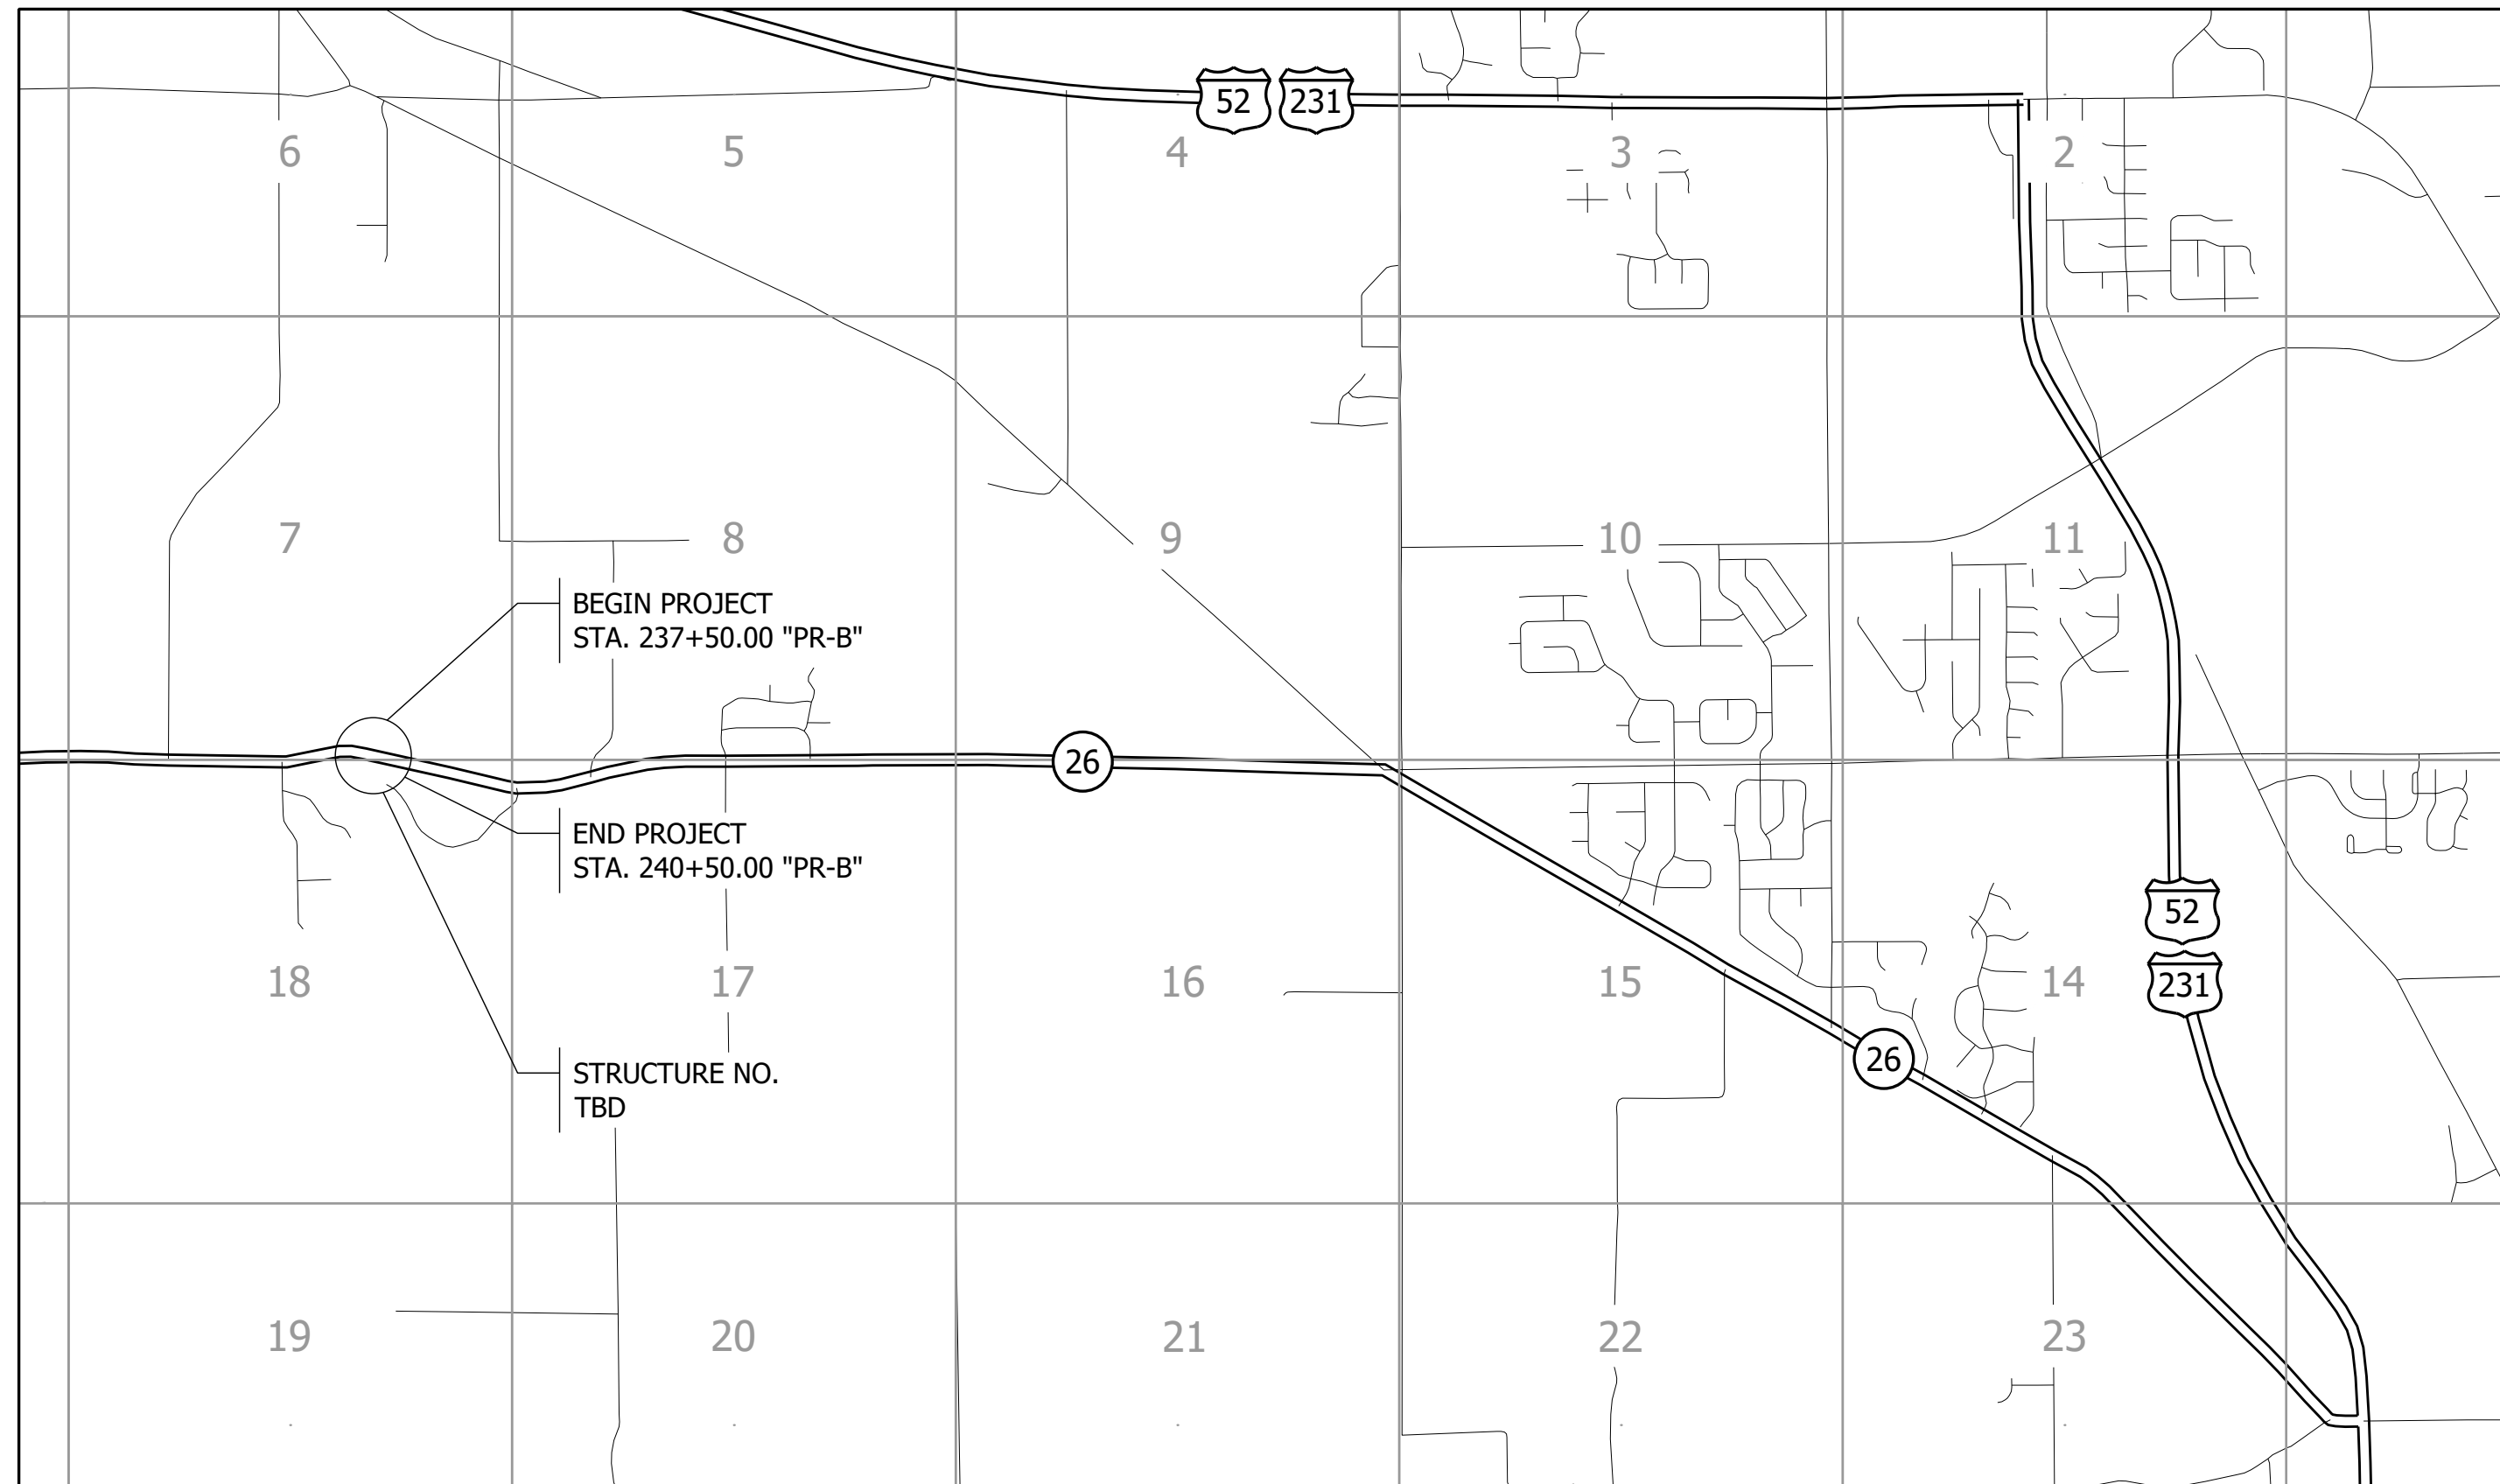 52 231
6 5 4 3 2
7 8 9 10 11
BEGIN PROJECT
STA. 237+50.00 "PR-B"
26
END PROJECT
STA. 240+50.00 "PR-B"
52
18 17 16 15 14
231
26
STRUCTURE NO.
TBD
19 20 21 22 23